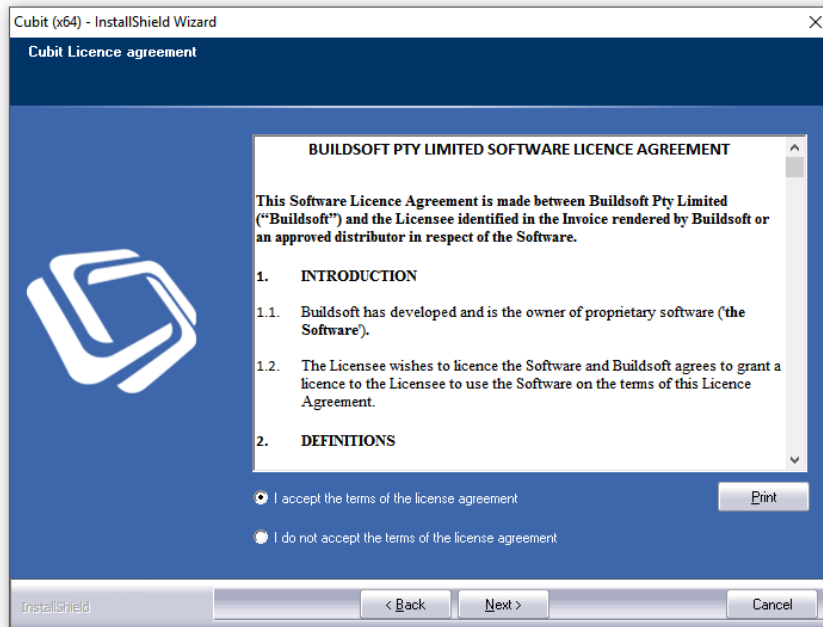 Cubit (x64) - InstallShield Wizard
Cubit Licence agreement
BUILDSOFT PTY LIMITED SOFTWARE LICENCE AGREEMENT
This Software Licence Agreement is made between Buildsoft Pty Limited
(“Buildsoft”) and the Licensee identified in the Invoice rendered by Buildsoft or
an approved distributor in respect of the Software.
1. INTRODUCTION
1.1. Buildsoft has developed and is the owner of proprietary software ('the
Software').
1.2. The Licensee wishes to licence the Software and Buildsoft agrees to grant a
licence to the Licensee to use the Software on the terms of this Licence
Agreement.
2. DEFINITIONS
I accept the terms of the license agreement
Print
I do not accept the terms of the license agreement
InstallShield
< Back Next > Cancel